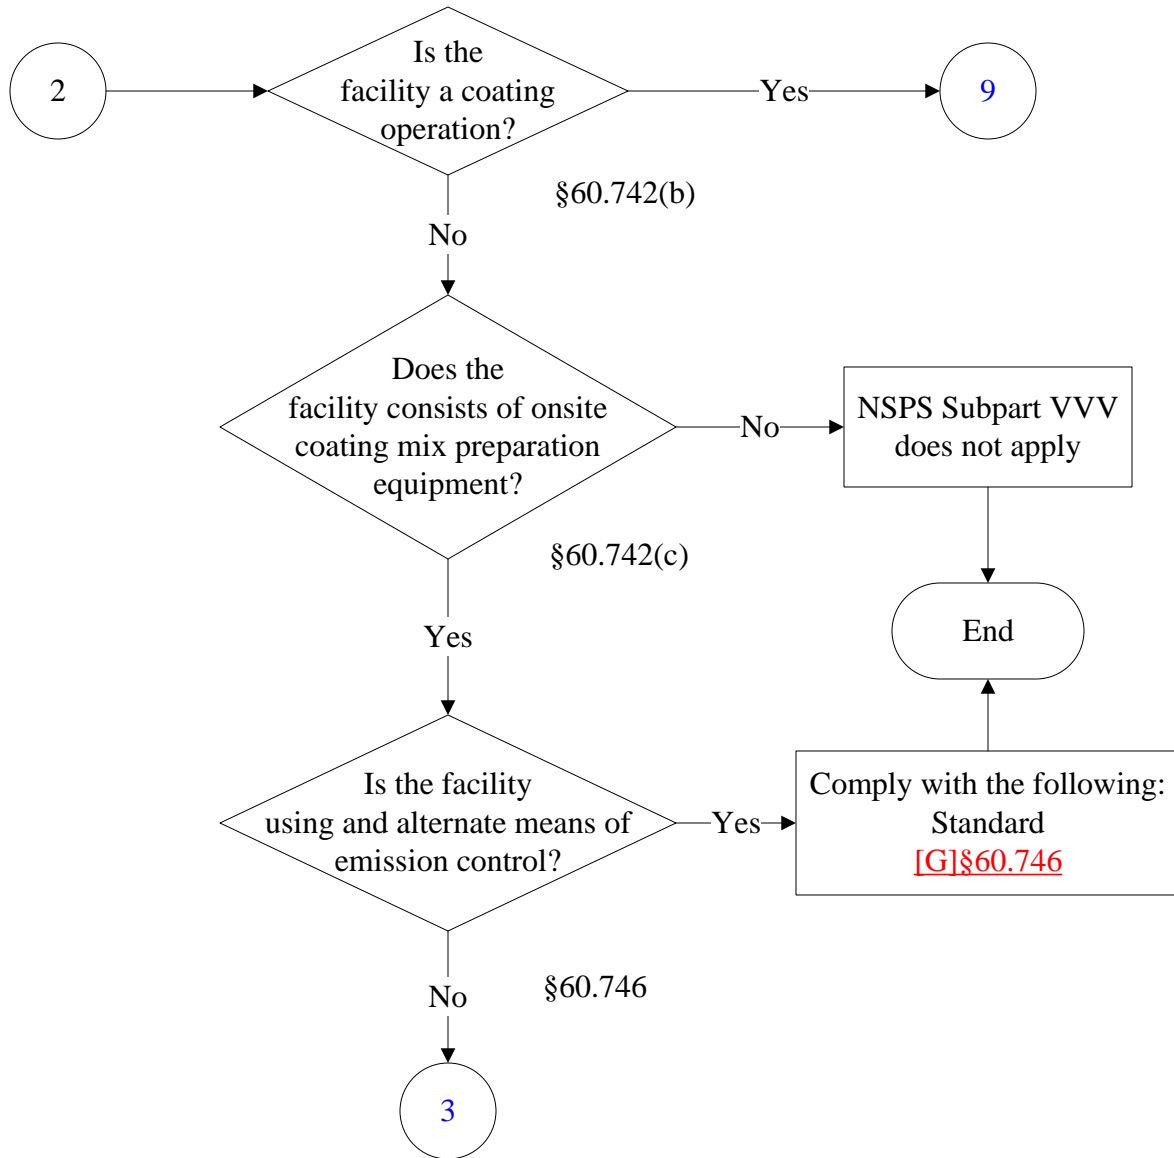 2
Is the
facility a coating
operation?
Yes
9
§60.742(b)
No
Does the
facility consists of onsite
coating mix preparation
equipment?
No
NSPS Subpart VVV
does not apply
§60.742(c)
End
Yes
Is the facility
using and alternate means of
emission control?
Yes
Comply with the following:
Standard
[G]§60.746
§60.746
No
3